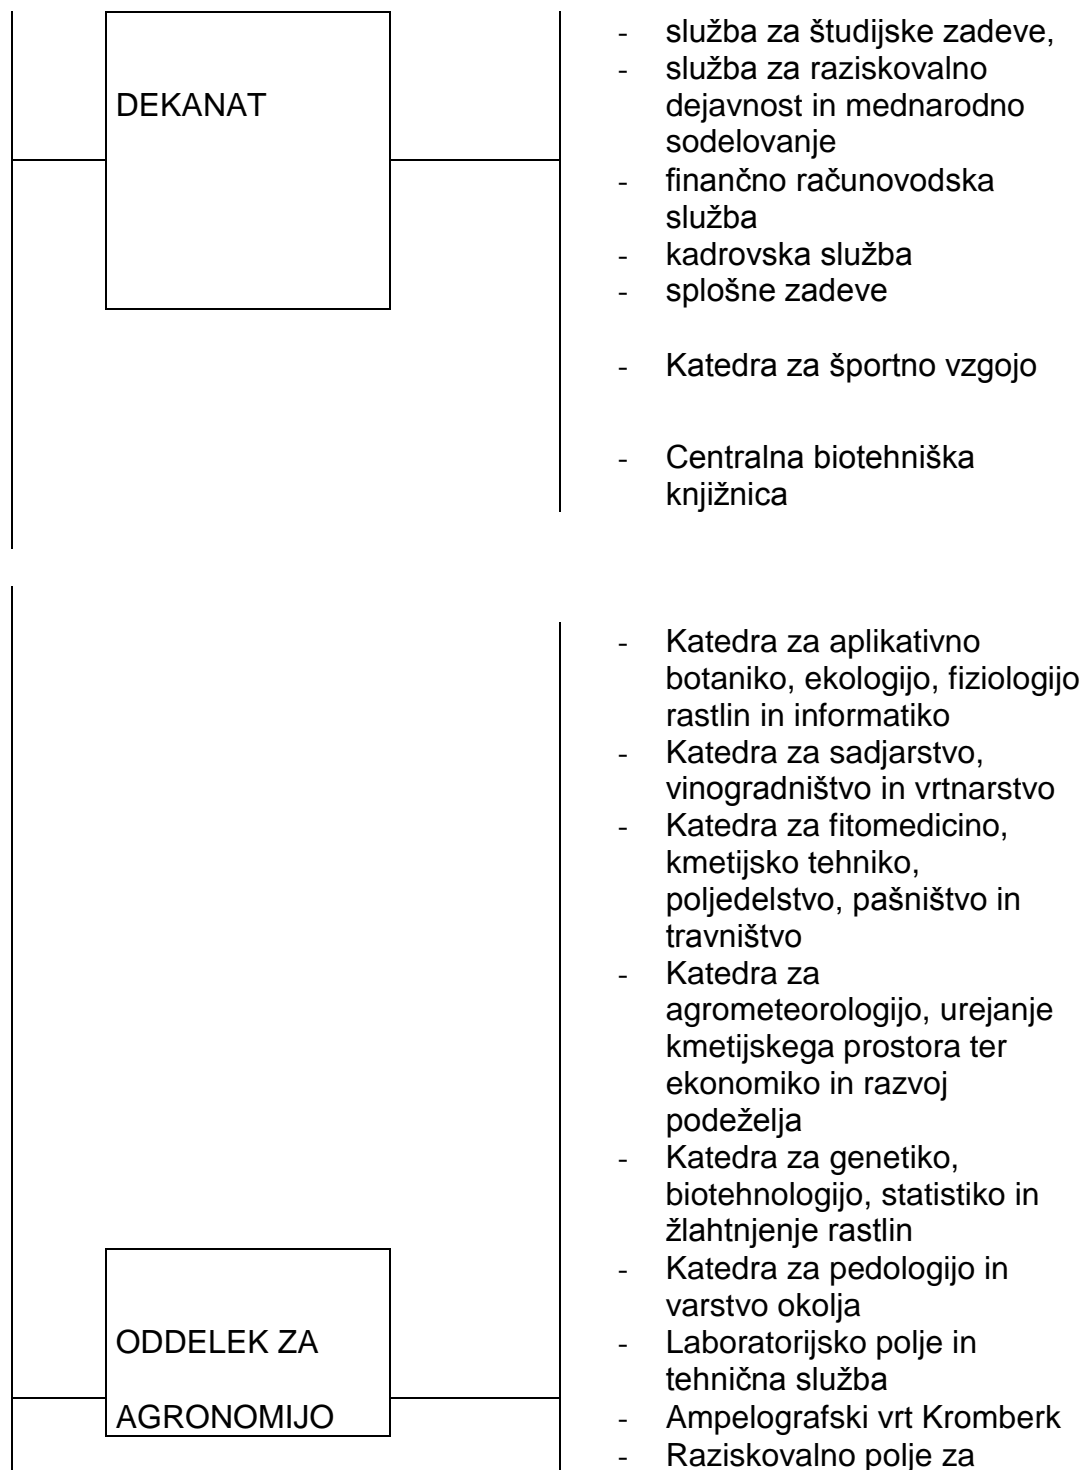 DEKANAT
- služba za študijske zadeve,
- služba za raziskovalno
dejavnost in mednarodno
sodelovanje
- finančno računovodska
služba
- kadrovska služba
- splošne zadeve
- Katedra za športno vzgojo
- Centralna biotehniška
knjižnica
ODDELEK ZA
AGRONOMIJO
- Katedra za aplikativno
botaniko, ekologijo, fiziologijo
rastlin in informatiko
- Katedra za sadjarstvo,
vinogradništvo in vrtnarstvo
- Katedra za fitomedicino,
kmetijsko tehniko,
poljedelstvo, pašništvo in
travništvo
- Katedra za
agrometeorologijo, urejanje
kmetijskega prostora ter
ekonomiko in razvoj
podeželja
- Katedra za genetiko,
biotehnologijo, statistiko in
žlahtnjenje rastlin
- Katedra za pedologijo in
varstvo okolja
- Laboratorijsko polje in
tehnična služba
- Ampelografski vrt Kromberk
- Raziskovalno polje za